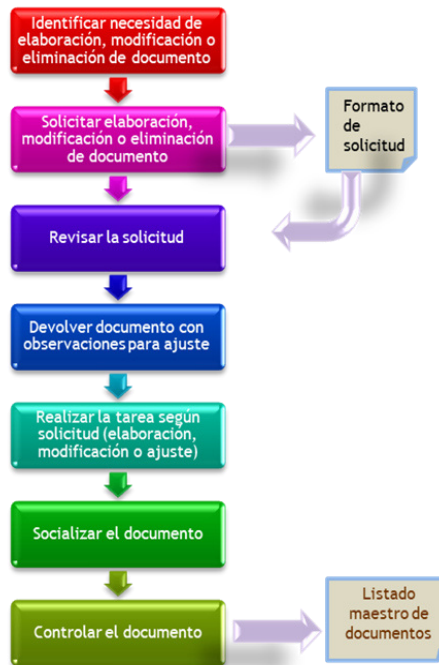 Identificar necesidad de
elaboración, modificación o
eliminación de documento
Solicitar elaboración,
modificación o eliminación
de documento
Formato
de
solicitud
Revisar la solicitud
Devolver documento con
observaciones para ajuste
Realizar la tarea según
solicitud (elaboración,
modificación o ajuste)
Socializar el documento
Controlar el documento
Listado
maestro de
documentos